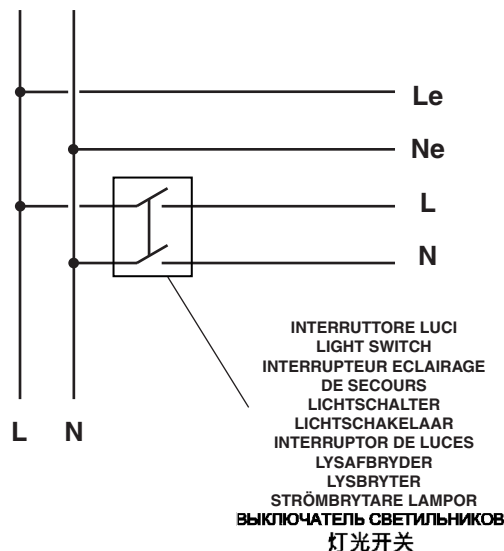 Le
Ne
L
N
L N
INTERRUTTORE LUCI
LIGHT SWITCH
INTERRUPTEUR ECLAIRAGE
DE SECOURS
LICHTSCHALTER
LICHTSCHAKELAAR
INTERRUPTOR DE LUCES
LYSAFBRYDER
LYSBRYTER
STRÖMBRYTARE LAMPOR
ВЫКЛЮЧАТЕЛЬ СВЕТИЛЬНИКОВ
灯光开关